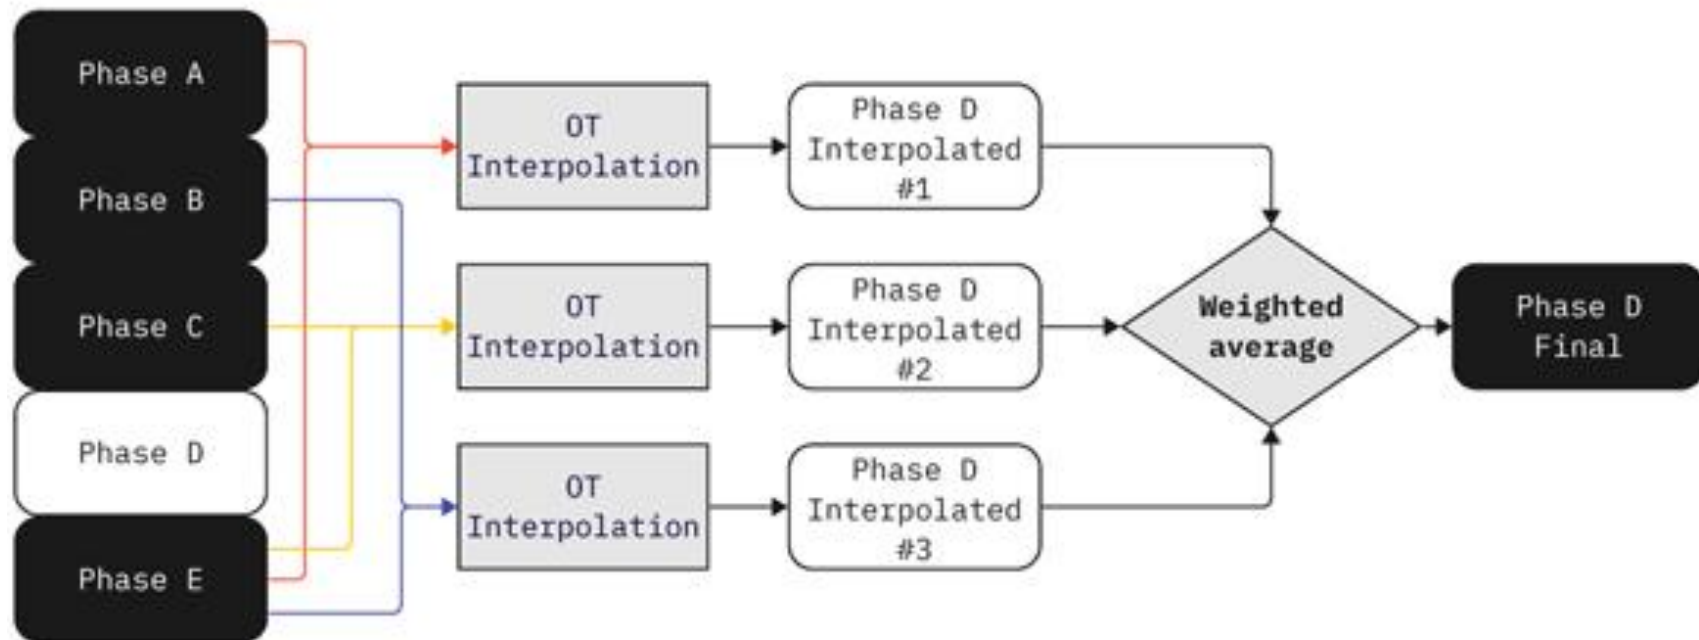 Phase A
Phase B
Phase C
Phase D
Phase E
OT
Interpolation
OT
Interpolation
OT
Interpolation
Phase D
Interpolated
#1
Phase D
Interpolated
#2
Phase D
Interpolated
#3
Weighted
average
Phase D
Final